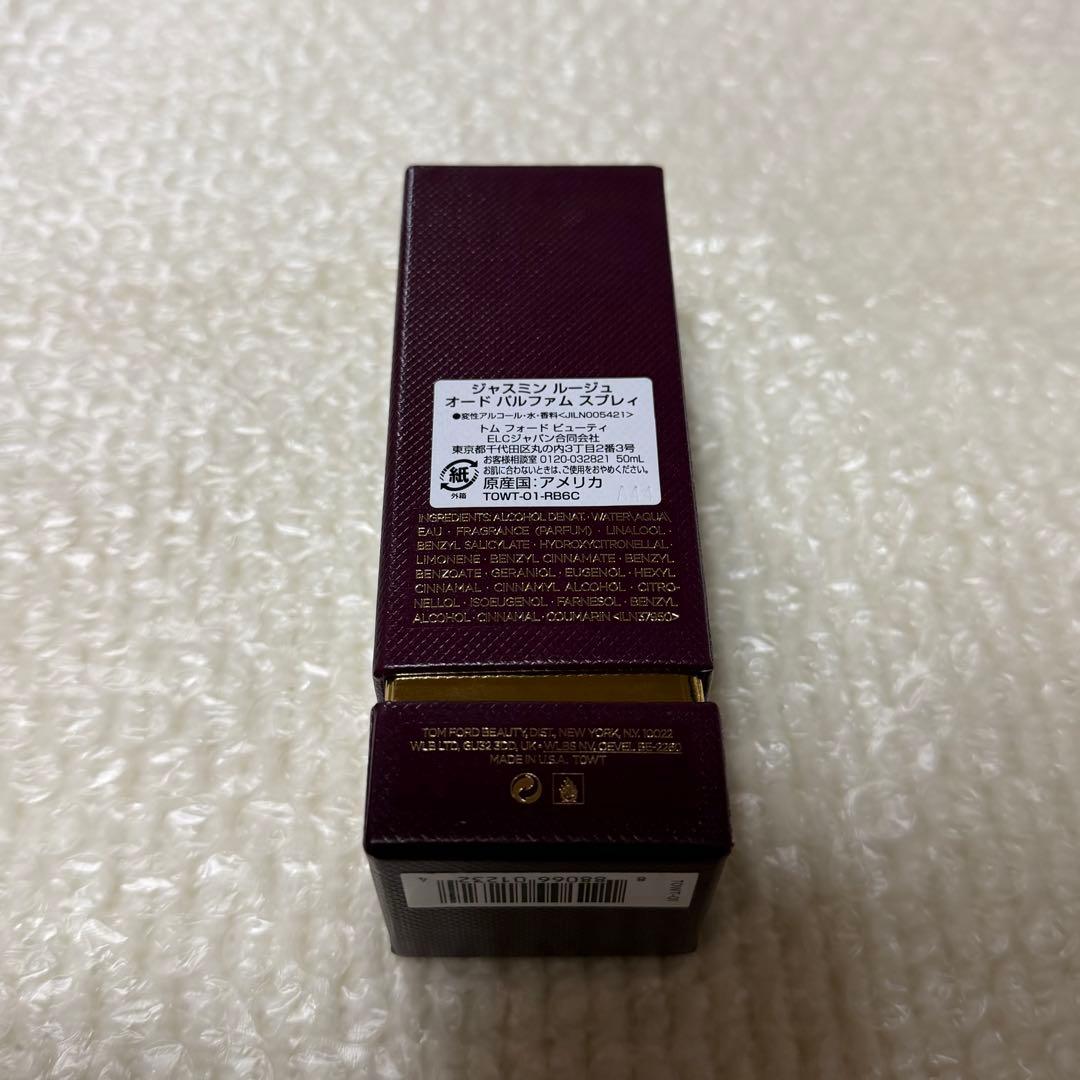 ジャスミン ルージュ
オード パルファム スプレィ
●変性アルコール・水・香料<JILN005421>
トム フォード ビューティ
ELCジャパン合同会社
東京都千代田区丸の内3丁目2番3号
お客様相談室 0120-032821 50mL
お肌に合わないときは、ご使用をおやめください。
紙
外箱
原産国:アメリカ
TOWT-01-RB6C
A44
INGREDIENTS: ALCOHOL DENAT. · WATER\AQUA\
EAU · FRAGRANCE (PARFUM) · LINALOOL ·
BENZYL SALICYLATE · HYDROXYCITRONELLAL ·
LIMONENE · BENZYL CINNAMATE · BENZYL
BENZOATE · GERANIOL · EUGENOL · HEXYL
CINNAMAL · CINNAMYL ALCOHOL · CITRO-
NELLOL · ISOEUGENOL · FARNESOL · BENZYL
ALCOHOL · CINNAMAL · COUMARIN <ILN37950>
TOM FORD BEAUTY, DIST., NEW YORK, N.Y. 10022
WLB LTD, GU32 3DD, UK · WLBS NV, OEVEL BE-2260
MADE IN U.S.A. TOWT
8 88066 01232 4
TOWT-01